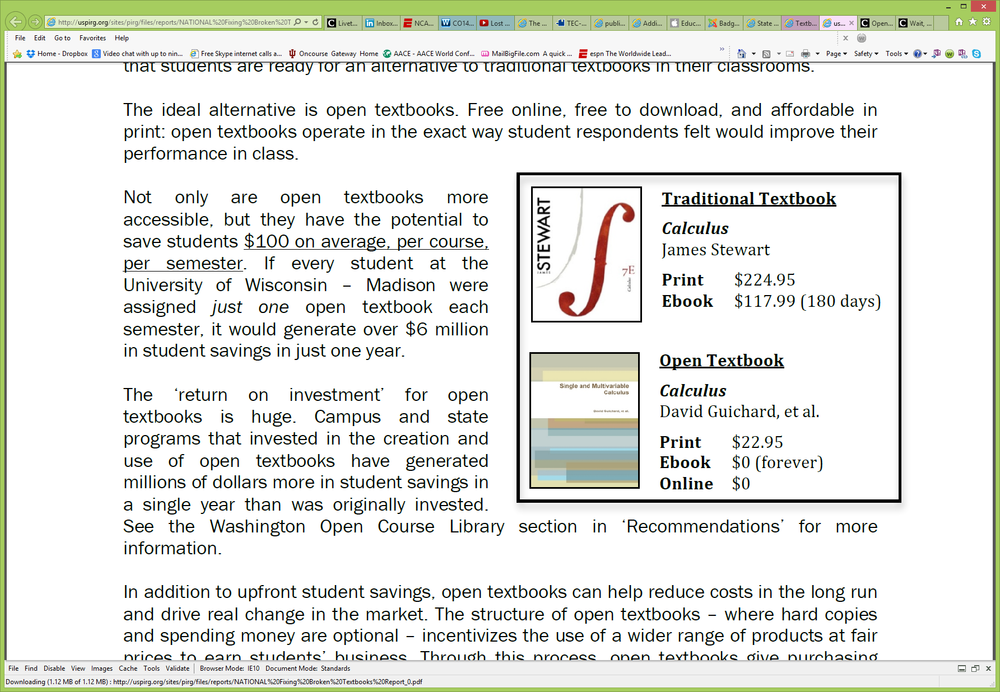 http://uspirg.org/sites/pirg/files/reports/NATIONAL%20Fixing%20Broken%20T
Livet...
Inbox...
NCA...
CO14...
Lost ...
The ...
TEC-...
publi...
Addi...
Educ...
Badg...
State ...
Textb...
us...
Open...
Wait, ...
File Edit Go to Favorites Help
Home - Dropbox Video chat with up to nin... Free Skype internet calls a... Oncourse Gateway Home AACE - AACE World Conf... MailBigFile.com A quick ... espn The Worldwide Lead... Page Safety Tools
that students are ready for an alternative to traditional textbooks in their classrooms.
The ideal alternative is open textbooks. Free online, free to download, and affordable in
print: open textbooks operate in the exact way student respondents felt would improve their
performance in class.
Not only are open textbooks more
accessible, but they have the potential to
save students $100 on average, per course,
per semester. If every student at the
University of Wisconsin – Madison were
assigned just one open textbook each
semester, it would generate over $6 million
in student savings in just one year.
The ‘return on investment’ for open
textbooks is huge. Campus and state
programs that invested in the creation and
use of open textbooks have generated
millions of dollars more in student savings in
a single year than was originally invested.
See the Washington Open Course Library section in ‘Recommendations’ for more
information.
JAMES
STEWART
7E
Calculus
Traditional Textbook
Calculus
James Stewart
Print $224.95
Ebook $117.99 (180 days)
Single and Multivariable
Calculus
David Guichard, et al.
Open Textbook
Calculus
David Guichard, et al.
Print $22.95
Ebook $0 (forever)
Online $0
In addition to upfront student savings, open textbooks can help reduce costs in the long run
and drive real change in the market. The structure of open textbooks – where hard copies
and spending money are optional – incentivizes the use of a wider range of products at fair
prices to earn students’ business. Through this process, open textbooks give purchasing
File Find Disable View Images Cache Tools Validate Browser Mode: IE10 Document Mode: Standards
Downloading (1.12 MB of 1.12 MB) : http://uspirg.org/sites/pirg/files/reports/NATIONAL%20Fixing%20Broken%20Textbooks%20Report_0.pdf